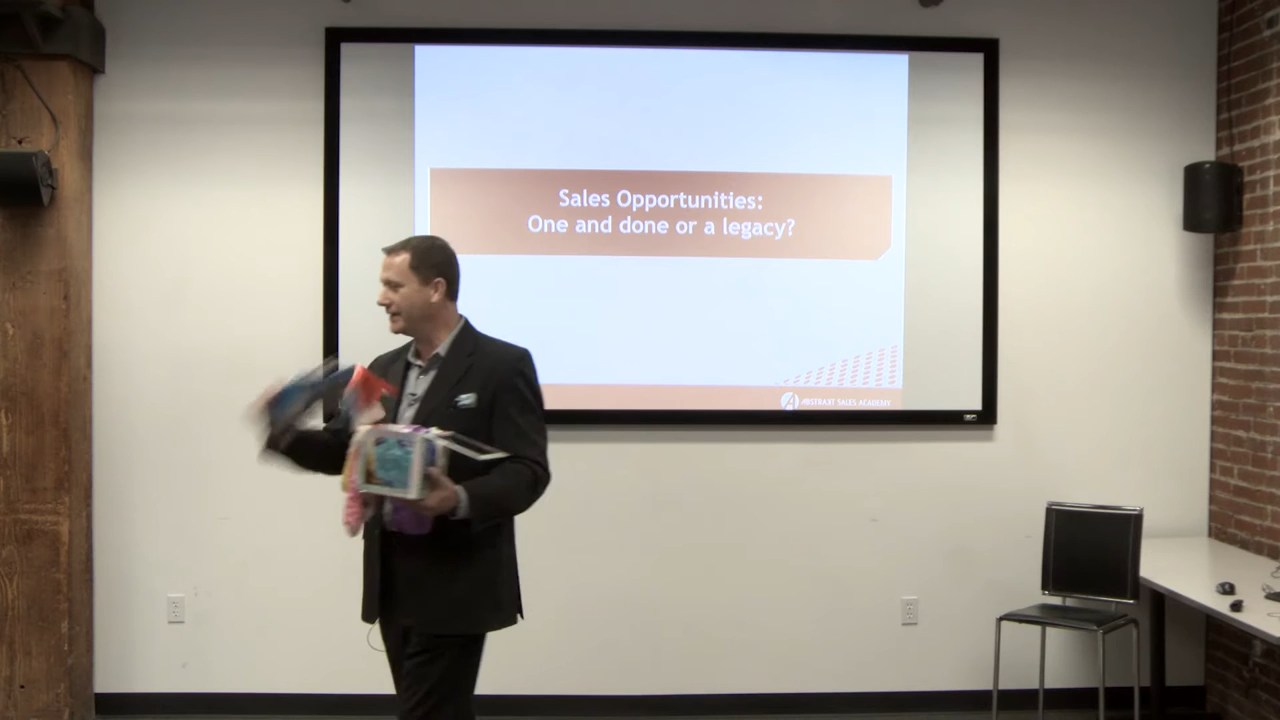 Sales Opportunities:
One and done or a legacy?
ABSTRAKT SALES ACADEMY